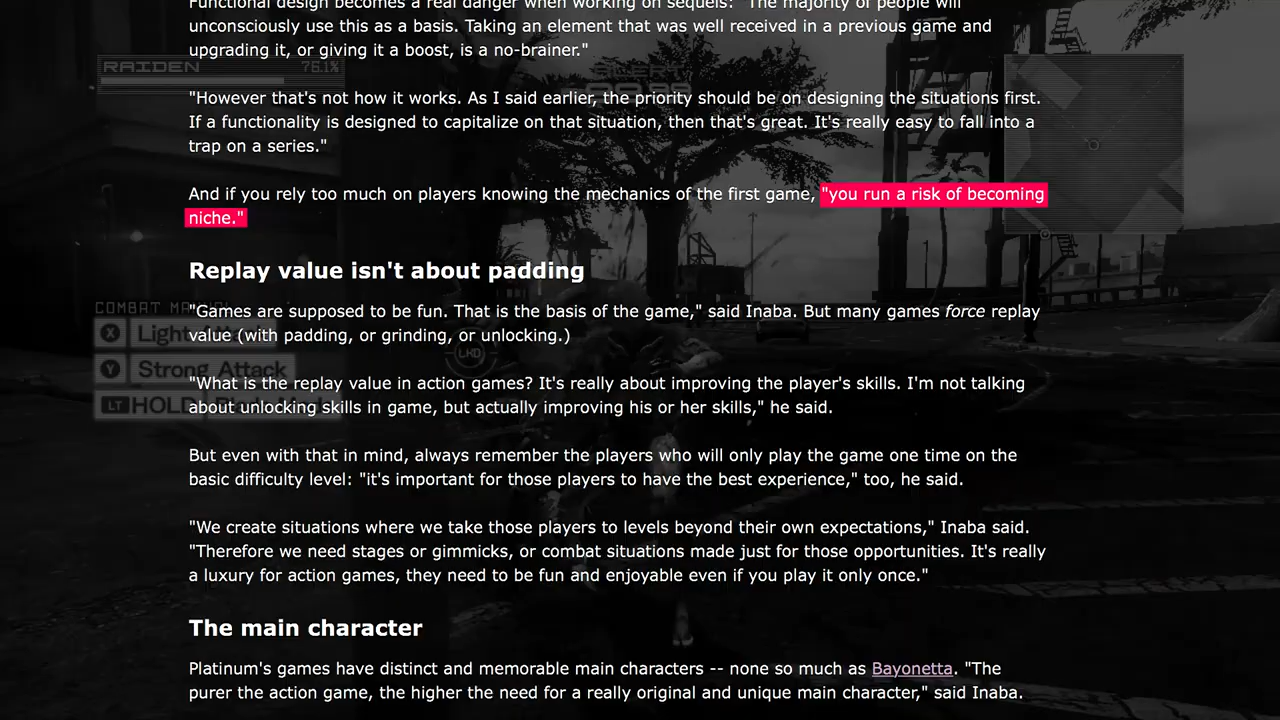 Functional design becomes a real danger when working on sequels: "The majority of people will
unconsciously use this as a basis. Taking an element that was well received in a previous game and
upgrading it, or giving it a boost, is a no-brainer."
RAIDEN 76.1%
"However that's not how it works. As I said earlier, the priority should be on designing the situations first.
If a functionality is designed to capitalize on that situation, then that's great. It's really easy to fall into a
trap on a series."
And if you rely too much on players knowing the mechanics of the first game, "you run a risk of becoming
niche."
Replay value isn't about padding
COMBAT
"Games are supposed to be fun. That is the basis of the game," said Inaba. But many games force replay
value (with padding, or grinding, or unlocking.)
X Light
Y Strong Attack
LT HOLD
"What is the replay value in action games? It's really about improving the player's skills. I'm not talking
about unlocking skills in game, but actually improving his or her skills," he said.
But even with that in mind, always remember the players who will only play the game one time on the
basic difficulty level: "it's important for those players to have the best experience," too, he said.
"We create situations where we take those players to levels beyond their own expectations," Inaba said.
"Therefore we need stages or gimmicks, or combat situations made just for those opportunities. It's really
a luxury for action games, they need to be fun and enjoyable even if you play it only once."
The main character
Platinum's games have distinct and memorable main characters -- none so much as Bayonetta. "The
purer the action game, the higher the need for a really original and unique main character," said Inaba.